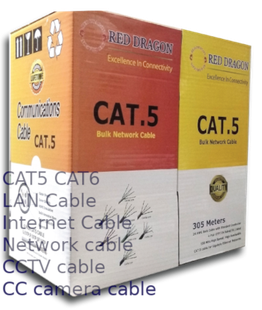 RED DRAGON
Excellence in Connectivity
CAT.5
Bulk Network Cable
RED DRAGON
Excellence in Connectivity
CAT.5
Bulk Network Cable
QUALITY
305 Meters
Communications
Cable
CAT.5
CAT5 CAT6
LAN Cable
Internet Cable
Network cable
CCTV cable
CC camera cable